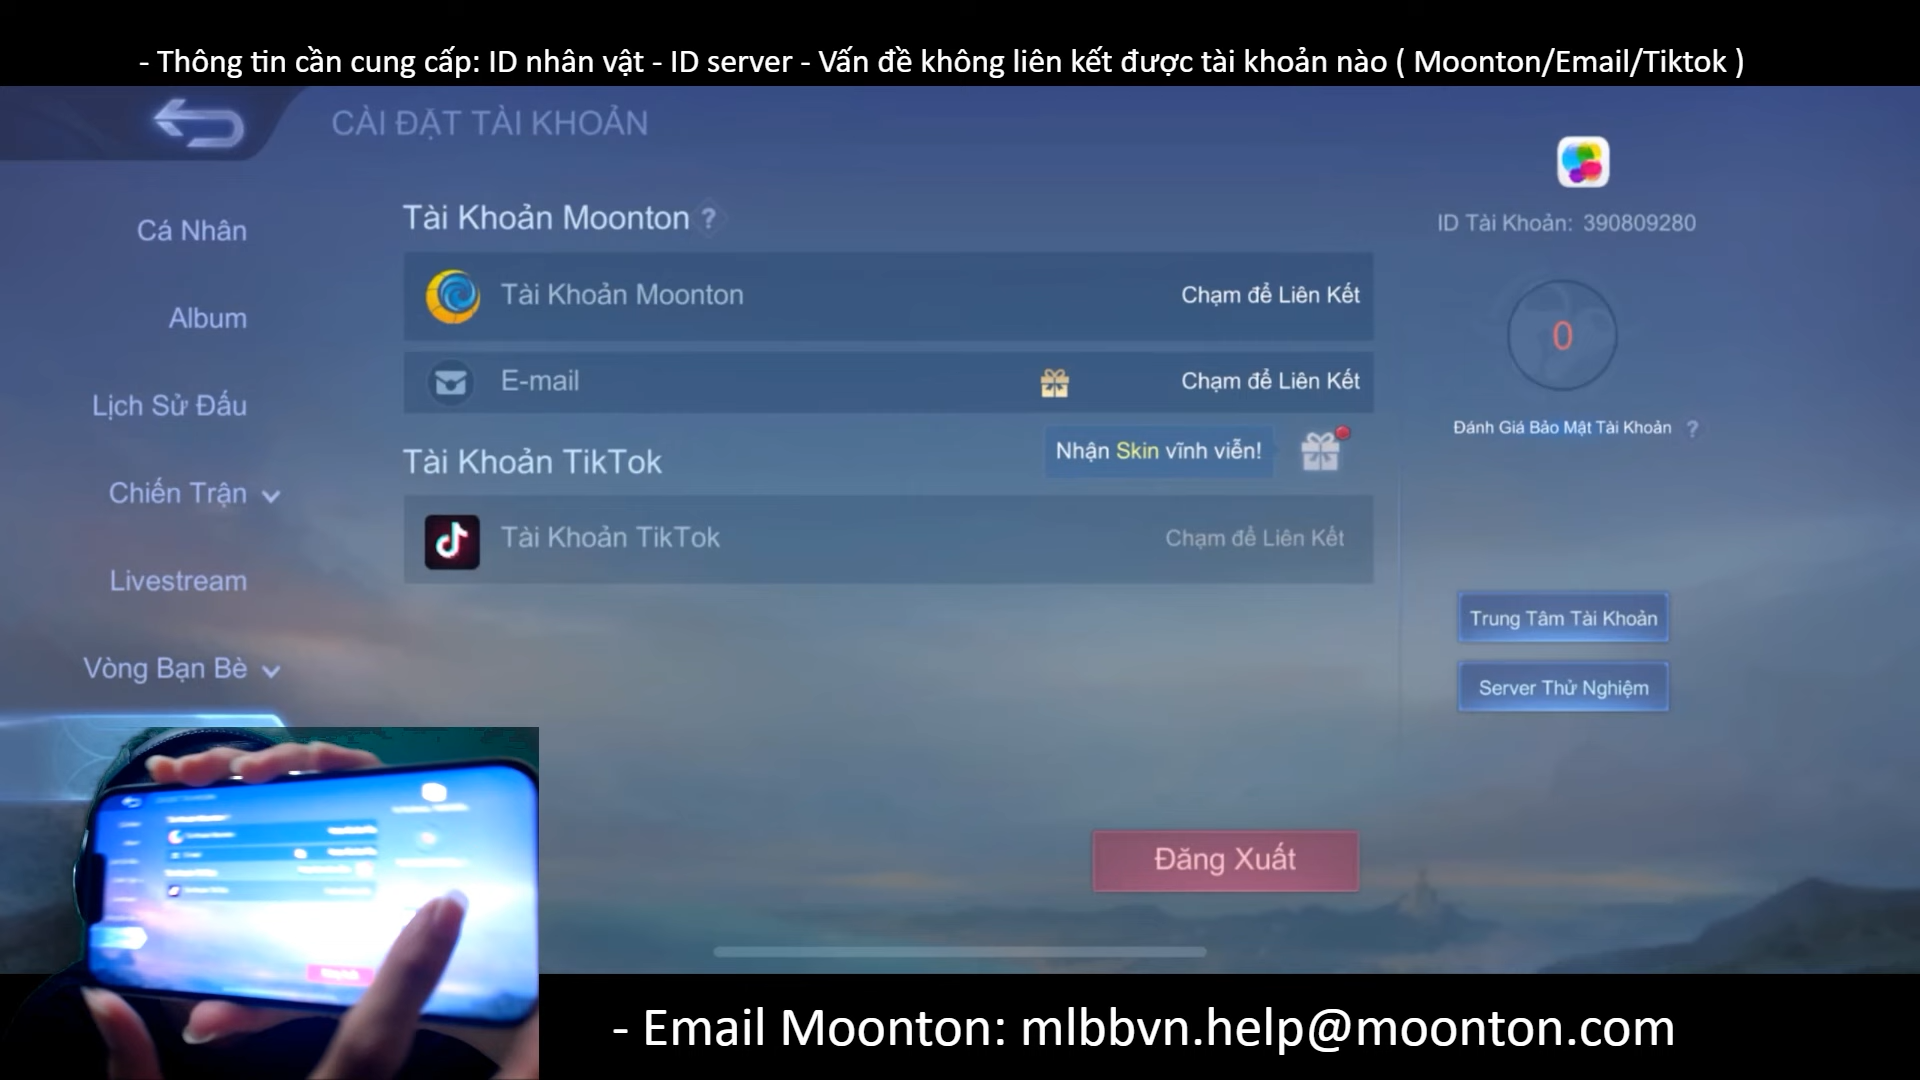 - Thông tin cần cung cấp: ID nhân vật - ID server - Vấn đề không liên kết được tài khoản nào ( Moonton/Email/Tiktok )
CÀI ĐẶT TÀI KHOẢN
Cá Nhân
Album
Lịch Sử Đấu
Chiến Trận
Livestream
Vòng Bạn Bè
Tài Khoản Moonton ?
Tài Khoản Moonton
Chạm để Liên Kết
E-mail
Chạm để Liên Kết
Tài Khoản TikTok
Nhận Skin vĩnh viễn!
Tài Khoản TikTok
Chạm để Liên Kết
ID Tài Khoản: 390809280
0
Đánh Giá Bảo Mật Tài Khoản ?
Trung Tâm Tài Khoản
Server Thử Nghiệm
Đăng Xuất
- Email Moonton: mlbbvn.help@moonton.com